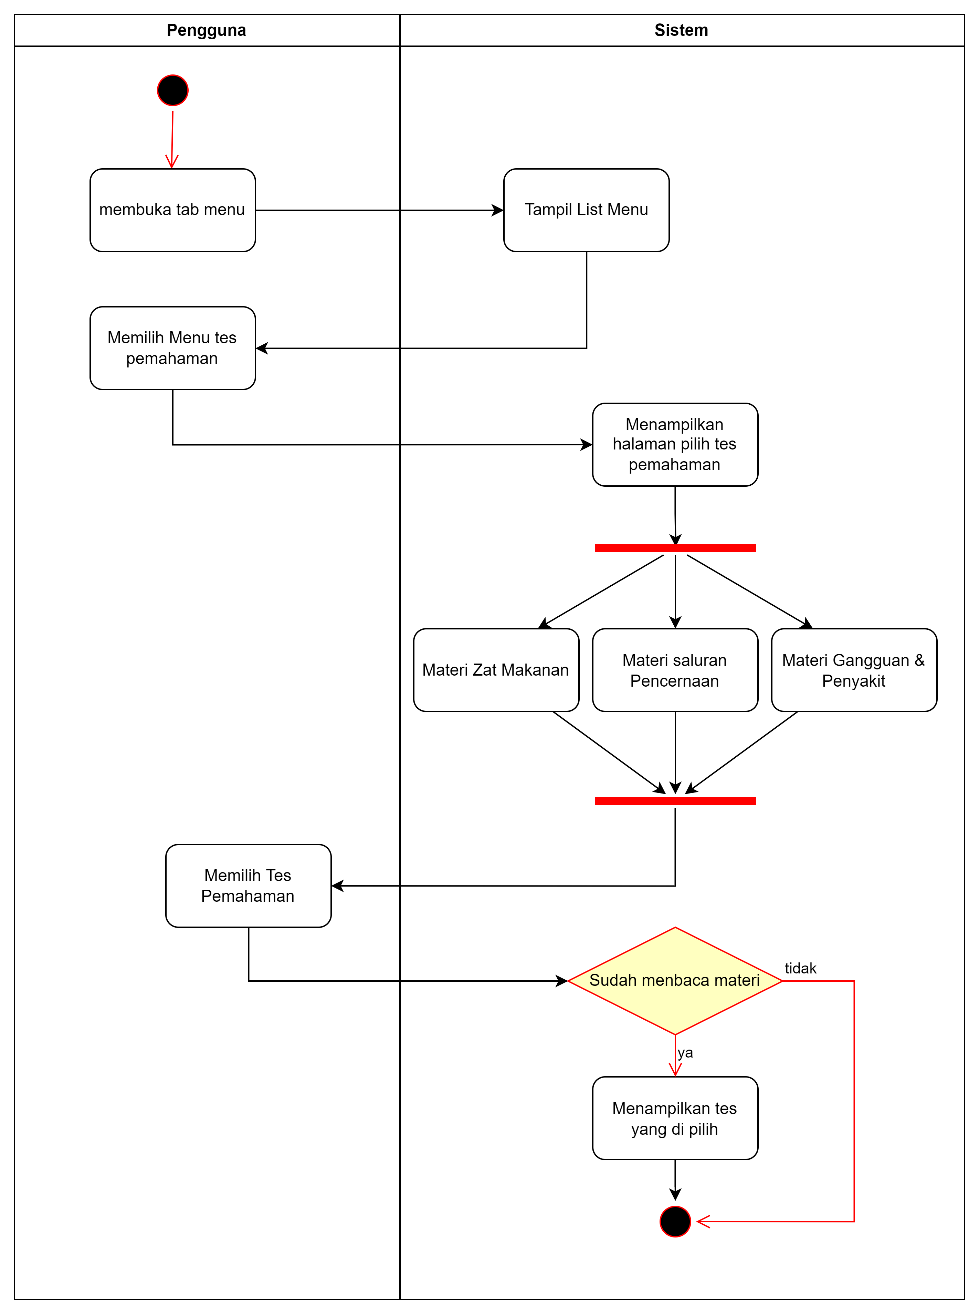 Pengguna
Sistem
membuka tab menu
Tampil List Menu
Memilih Menu tes
pemahaman
Menampilkan
halaman pilih tes
pemahaman
Materi Zat Makanan
Materi saluran
Pencernaan
Materi Gangguan &
Penyakit
Memilih Tes
Pemahaman
Sudah menbaca materi
tidak
ya
Menampilkan tes
yang di pilih